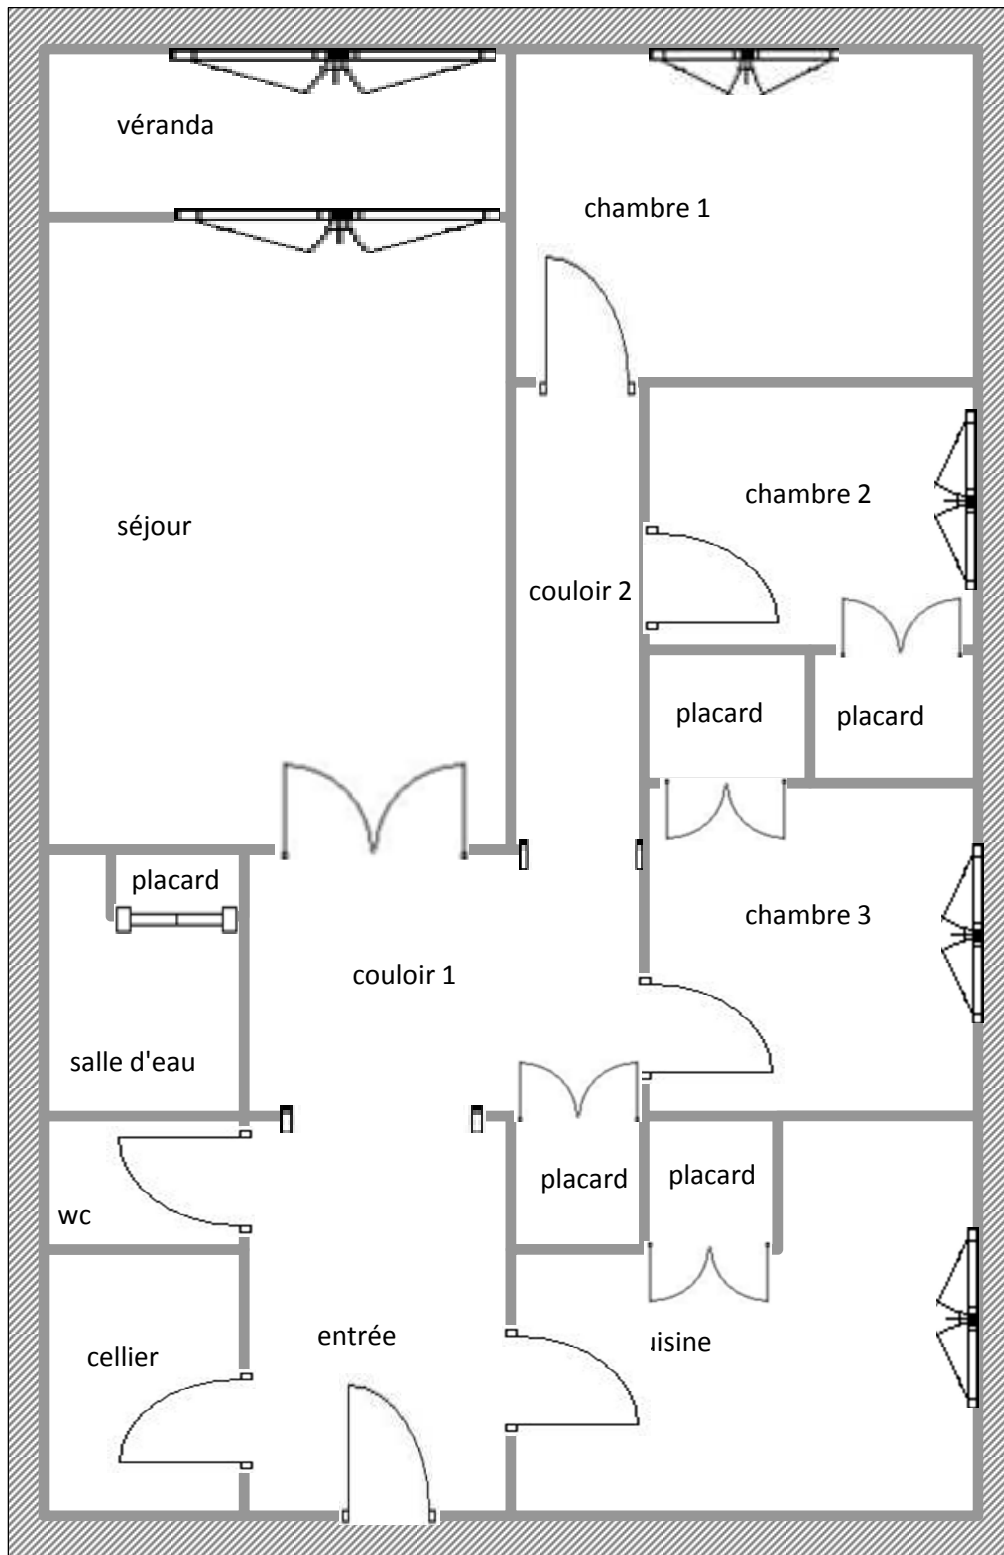 véranda
chambre 1
chambre 2
séjour
couloir 2
placard
placard
placard
chambre 3
couloir 1
salle d'eau
placard
placard
wc
entrée
uisine
cellier